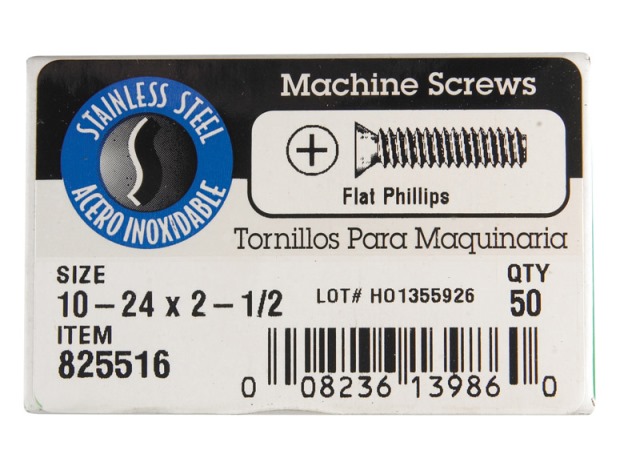 STAINLESS STEEL
ACERO INOXIDABLE
Machine Screws
Flat Phillips
Tornillos Para Maquinaria
SIZE
10-24 x 2-1/2
LOT# HO1355926
QTY
50
ITEM
825516
0 08236 13986 0